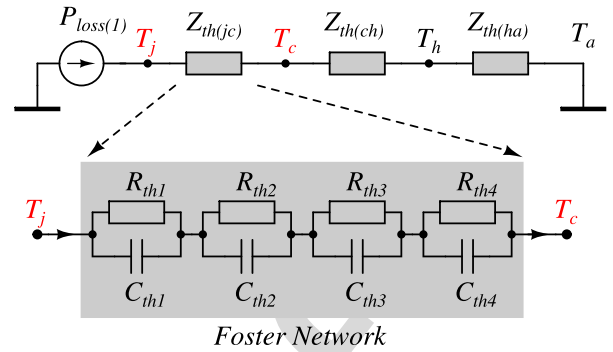 P_loss(1) T_j Z_th(jc) T_c Z_th(ch) T_h Z_th(ha) T_a
R_th1 R_th2 R_th3 R_th4
T_j T_c
C_th1 C_th2 C_th3 C_th4
Foster Network